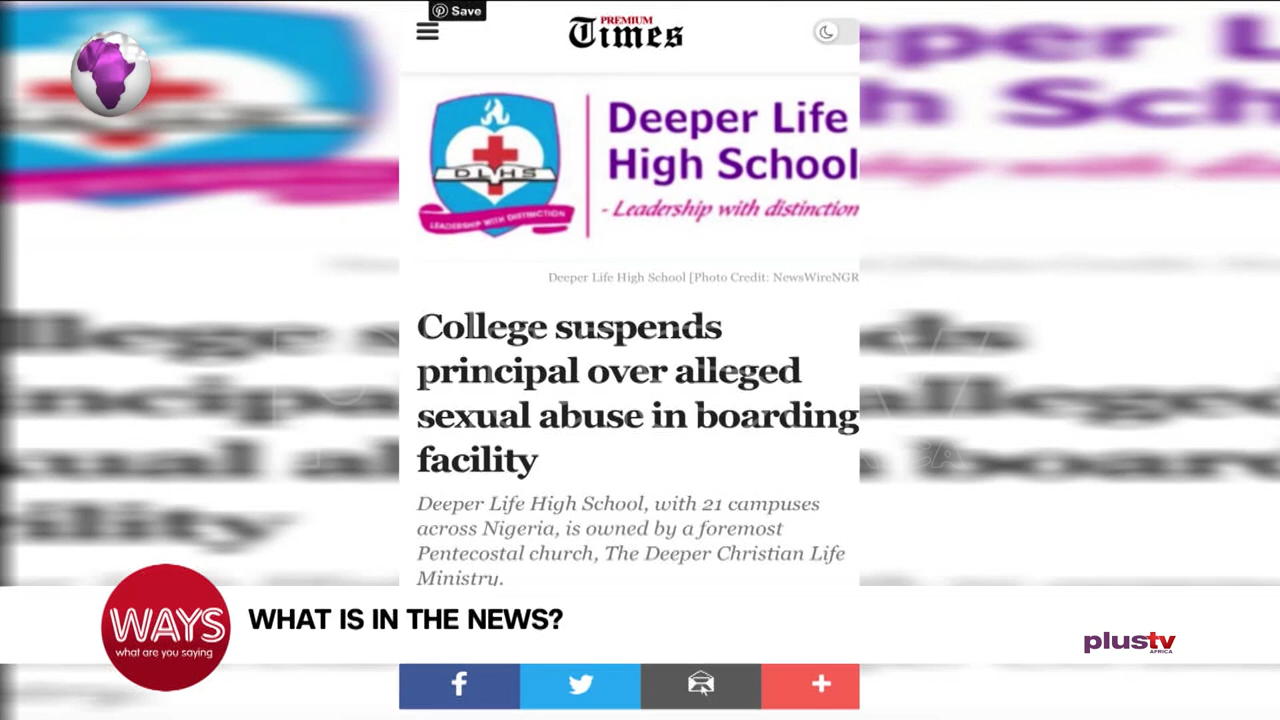 Save
PREMIUM
Times
Deeper Life
High School
- Leadership with distinction
DLHS
LEADERSHIP WITH DISTINCTION
Deeper Life High School [Photo Credit: NewsWireNGR
College suspends
principal over alleged
sexual abuse in boarding
facility
Deeper Life High School, with 21 campuses
across Nigeria, is owned by a foremost
Pentecostal church, The Deeper Christian Life
Ministry.
WAYS
what are you saying
WHAT IS IN THE NEWS?
plustv
AFRICA